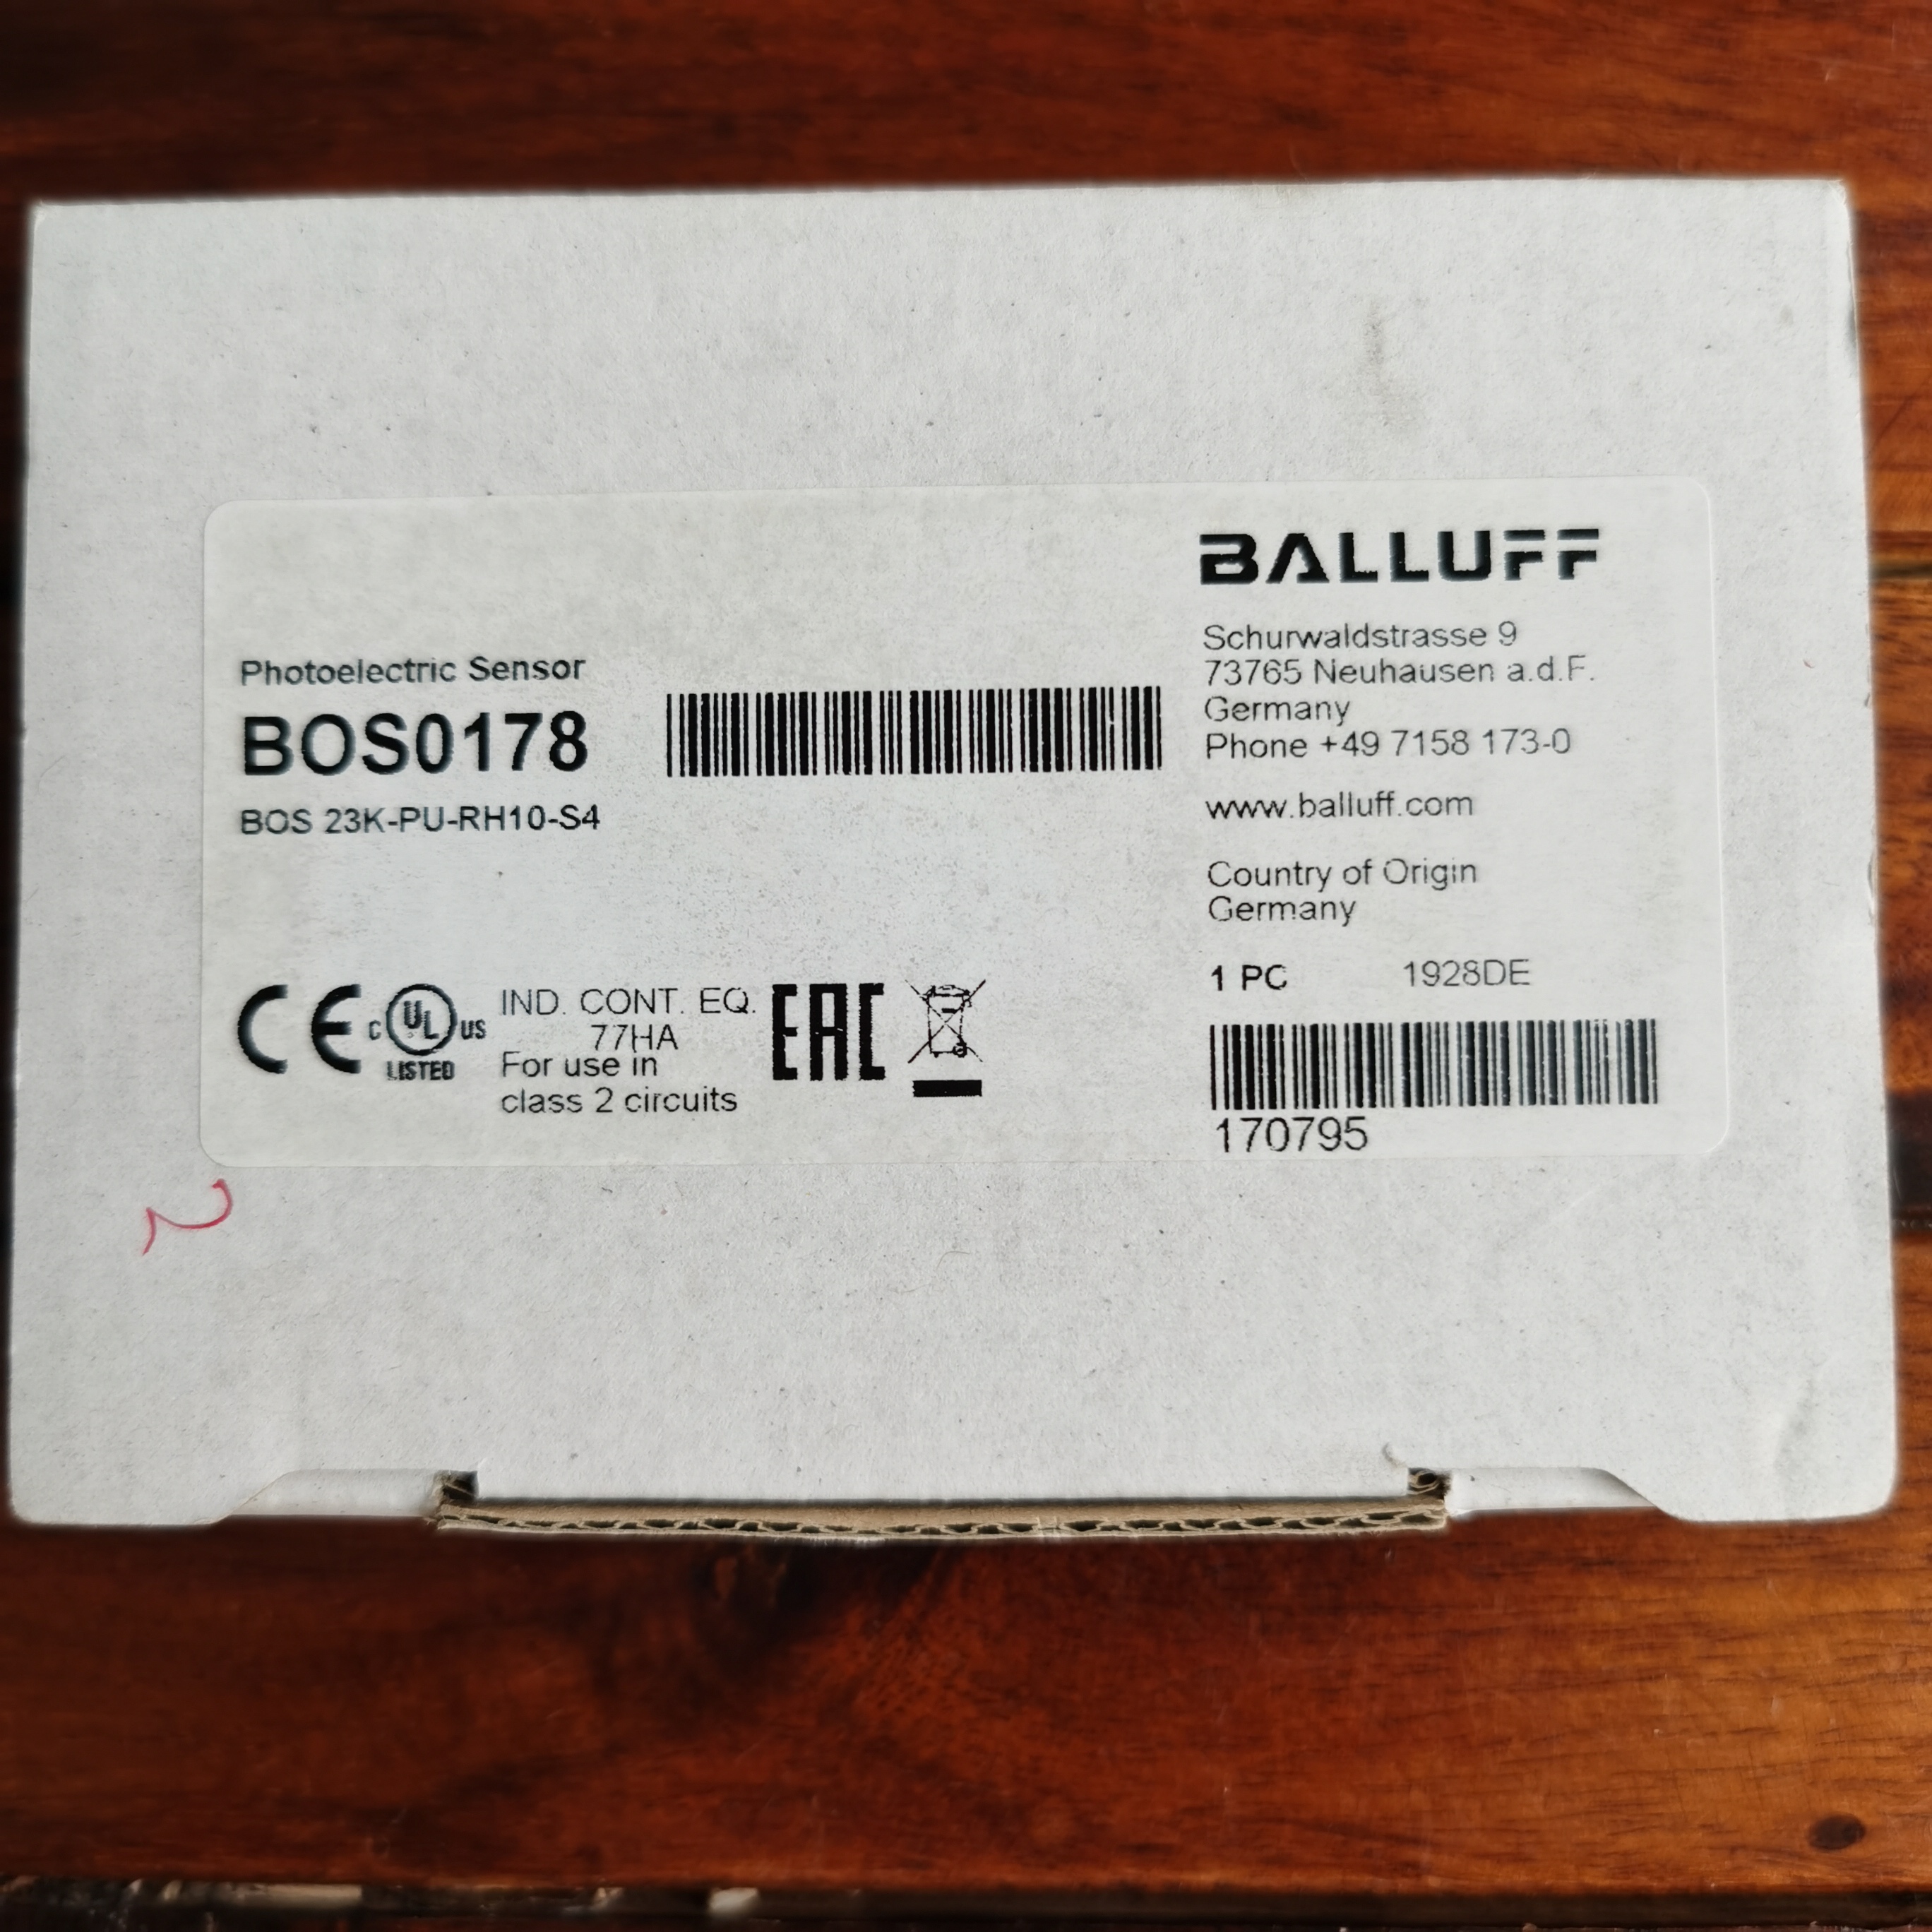 BALLUFF
Schurwaldstrasse 9
73765 Neuhausen a.d.F.
Germany
Phone +49 7158 173-0
www.balluff.com
Country of Origin
Germany
1 PC 1928DE
170795
Photoelectric Sensor
BOS0178
BOS 23K-PU-RH10-S4
CE
C UL US
LISTED
IND. CONT. EQ.
77HA
For use in
class 2 circuits
EAC